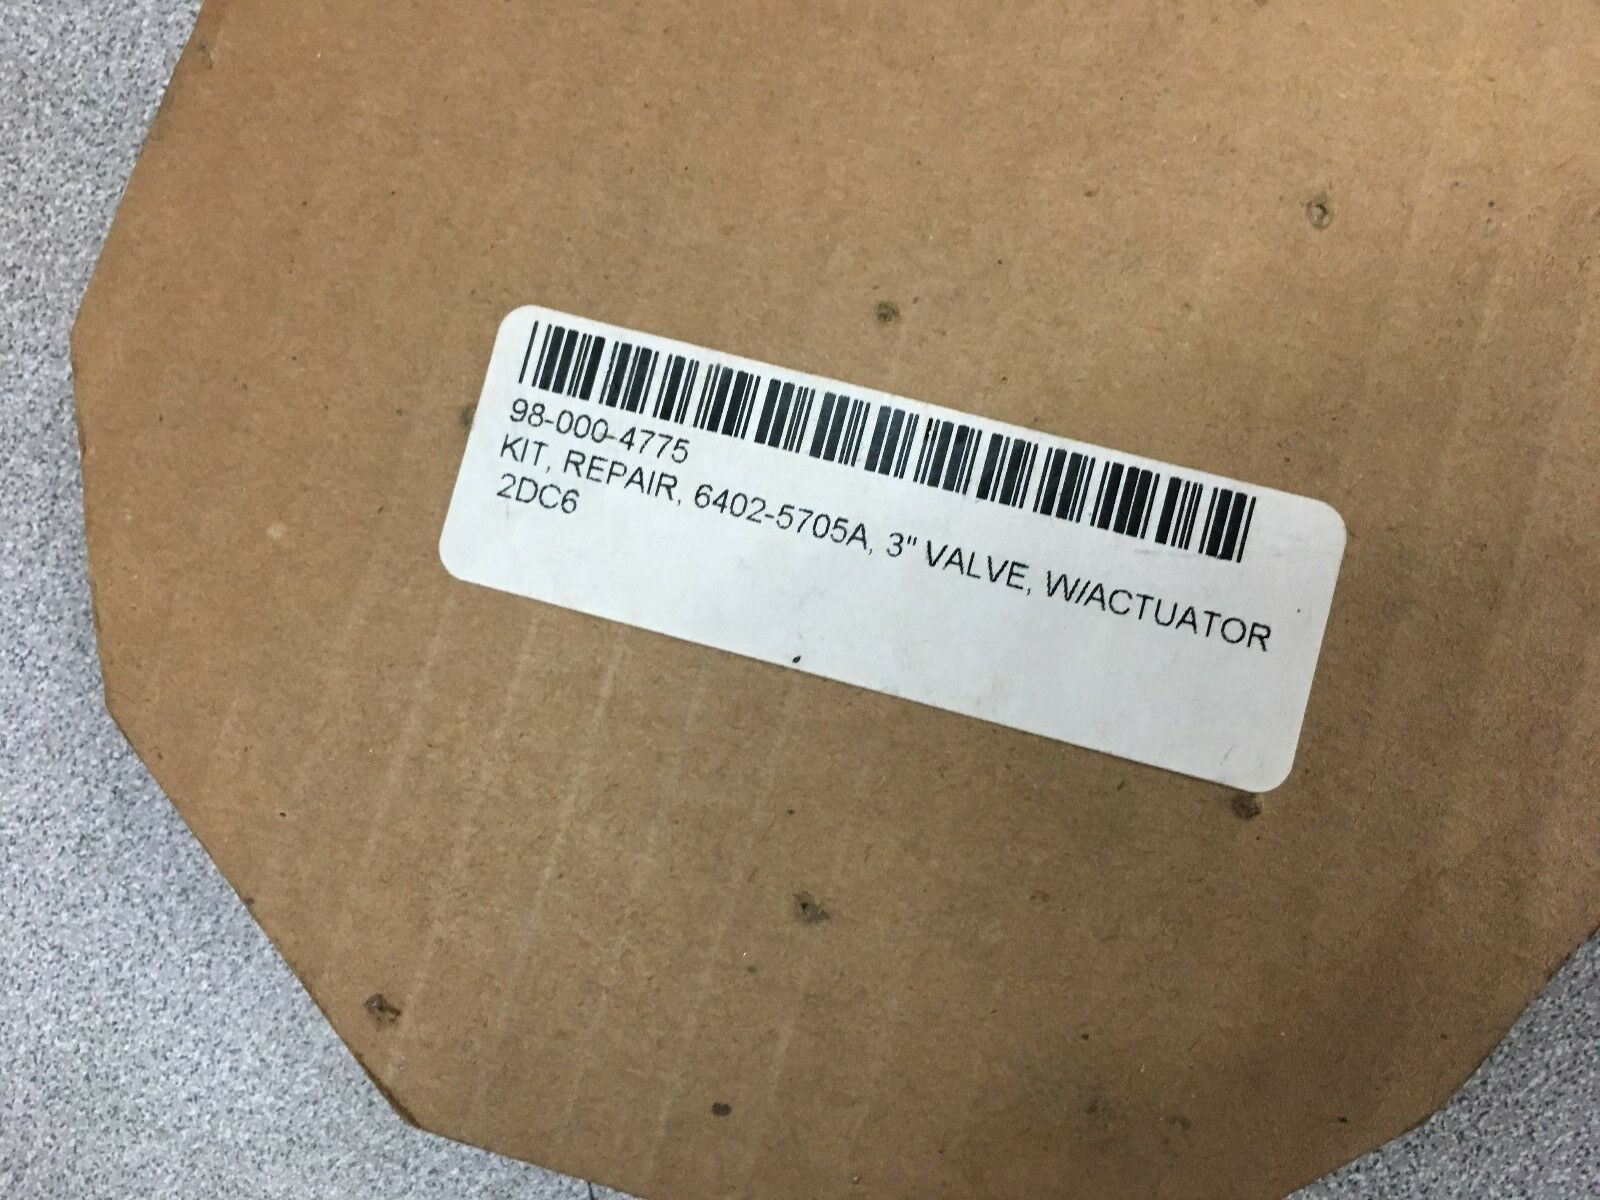 98-000-4775
KIT, REPAIR, 6402-5705A, 3" VALVE, W/ACTUATOR
2DC6